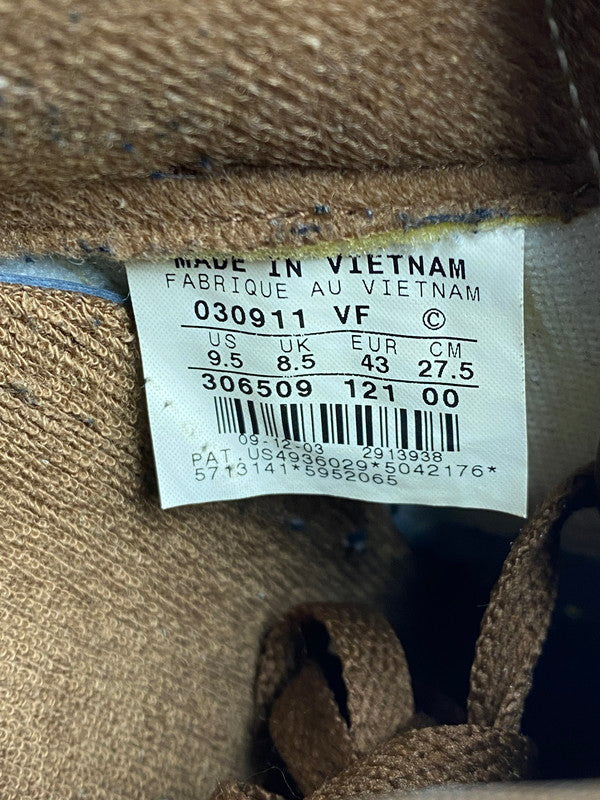 MADE IN VIETNAM
FABRIQUE AU VIETNAM
030911 VF ©
US UK EUR CM
9.5 8.5 43 27.5
306509 121 00
09-12-03 2913938
PAT. US4936029*5042176*
5713141*5952065